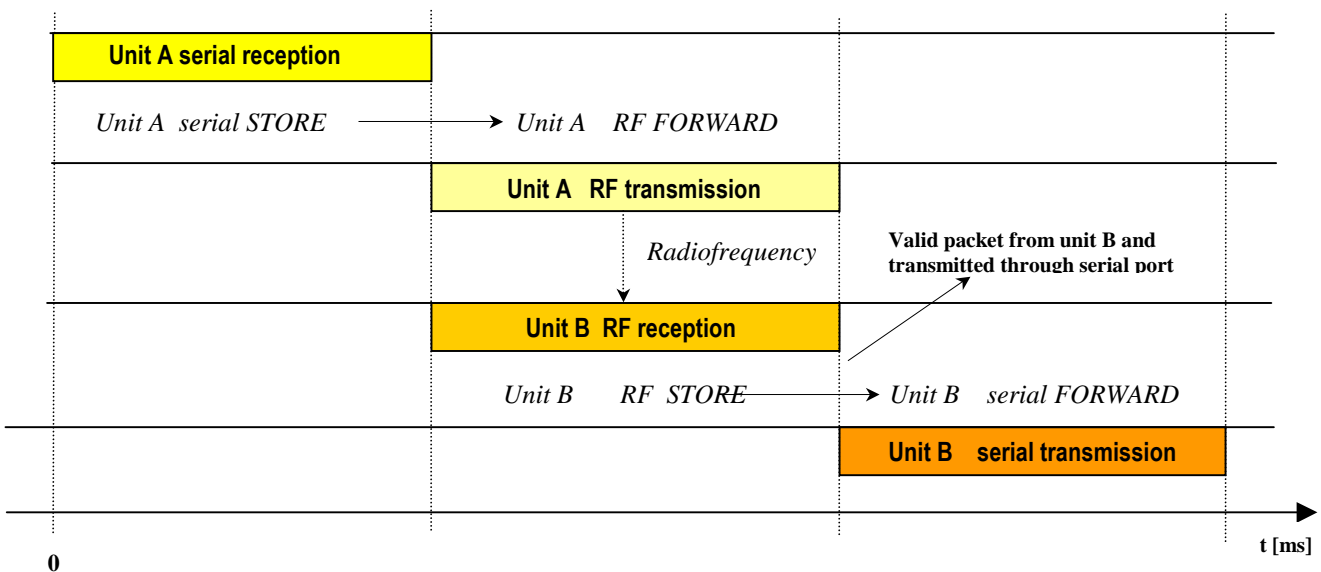 Unit A serial reception
Unit A serial STORE
Unit A RF FORWARD
Unit A RF transmission
Radiofrequency
Valid packet from unit B and
transmitted through serial port
Unit B RF reception
Unit B RF STORE
Unit B serial FORWARD
Unit B serial transmission
t [ms]
0